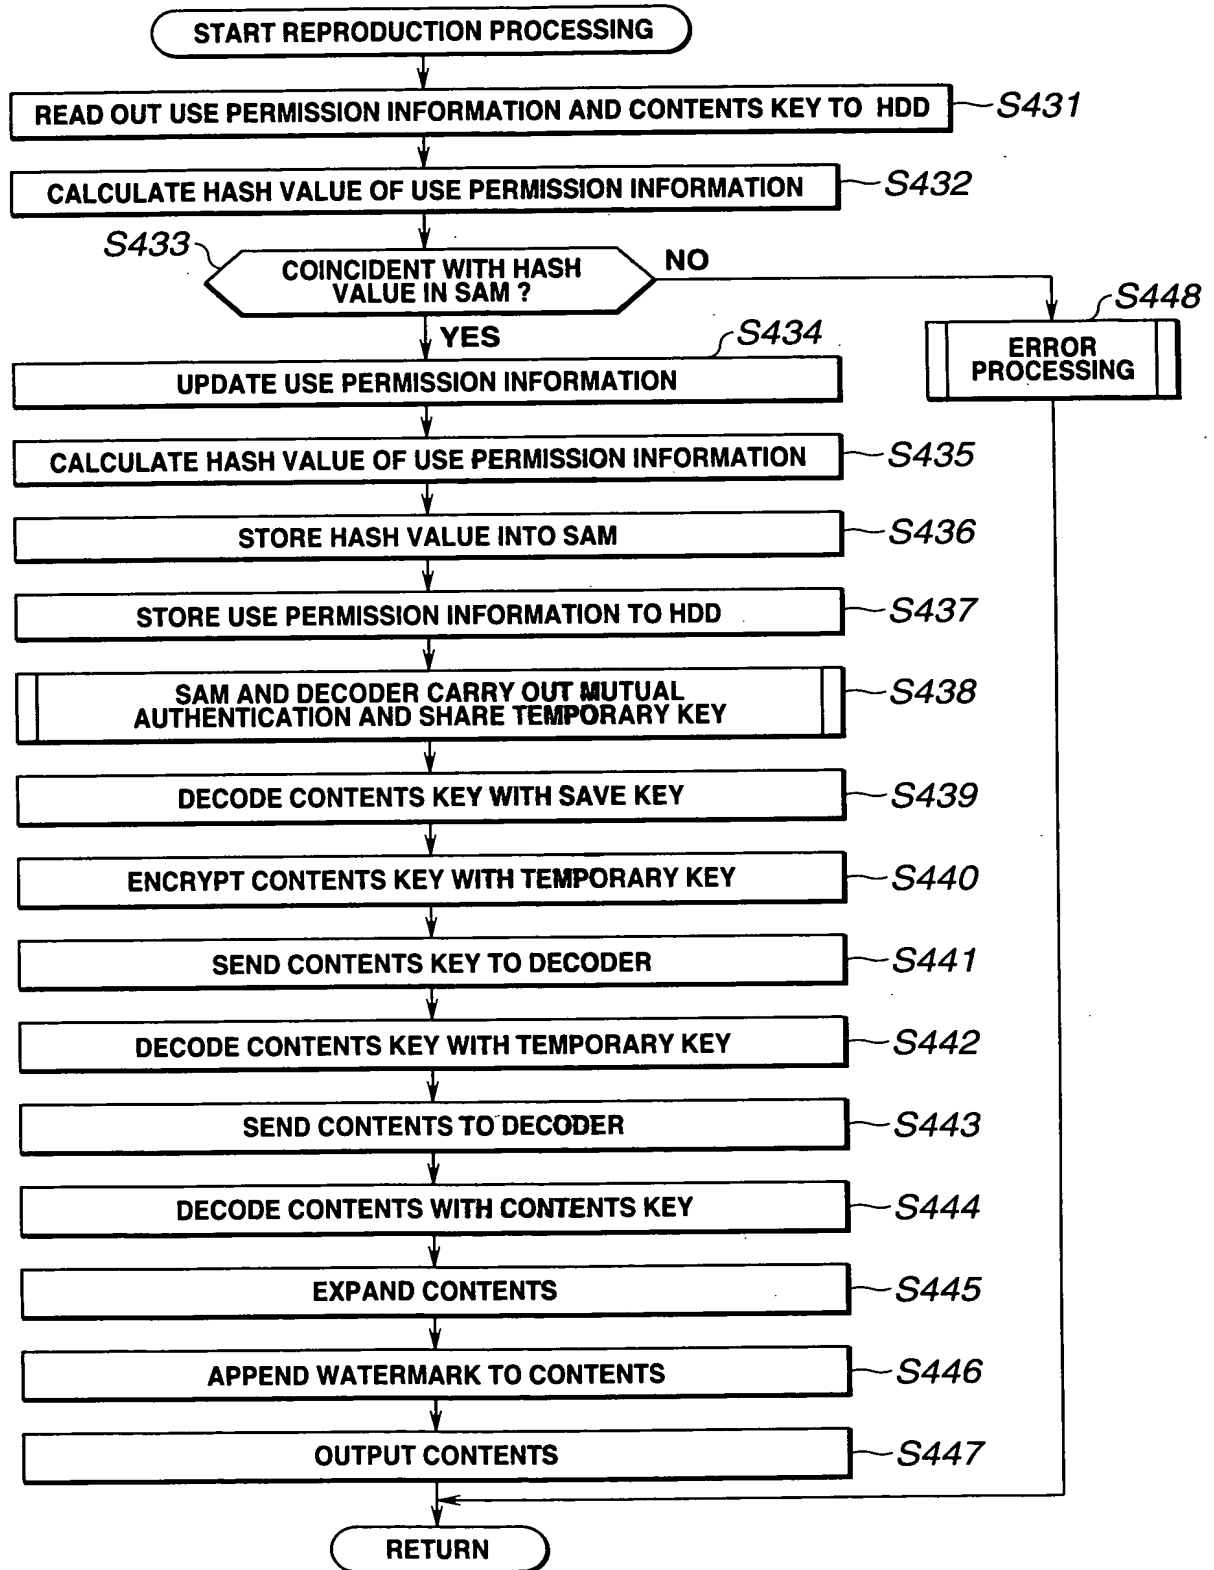 START REPRODUCTION PROCESSING
READ OUT USE PERMISSION INFORMATION AND CONTENTS KEY TO HDD
S431
CALCULATE HASH VALUE OF USE PERMISSION INFORMATION
S432
S433
COINCIDENT WITH HASH
VALUE IN SAM ?
NO
YES
S448
ERROR
PROCESSING
S434
UPDATE USE PERMISSION INFORMATION
CALCULATE HASH VALUE OF USE PERMISSION INFORMATION
S435
STORE HASH VALUE INTO SAM
S436
STORE USE PERMISSION INFORMATION TO HDD
S437
SAM AND DECODER CARRY OUT MUTUAL
AUTHENTICATION AND SHARE TEMPORARY KEY
S438
DECODE CONTENTS KEY WITH SAVE KEY
S439
ENCRYPT CONTENTS KEY WITH TEMPORARY KEY
S440
SEND CONTENTS KEY TO DECODER
S441
DECODE CONTENTS KEY WITH TEMPORARY KEY
S442
SEND CONTENTS TO DECODER
S443
DECODE CONTENTS WITH CONTENTS KEY
S444
EXPAND CONTENTS
S445
APPEND WATERMARK TO CONTENTS
S446
OUTPUT CONTENTS
S447
RETURN